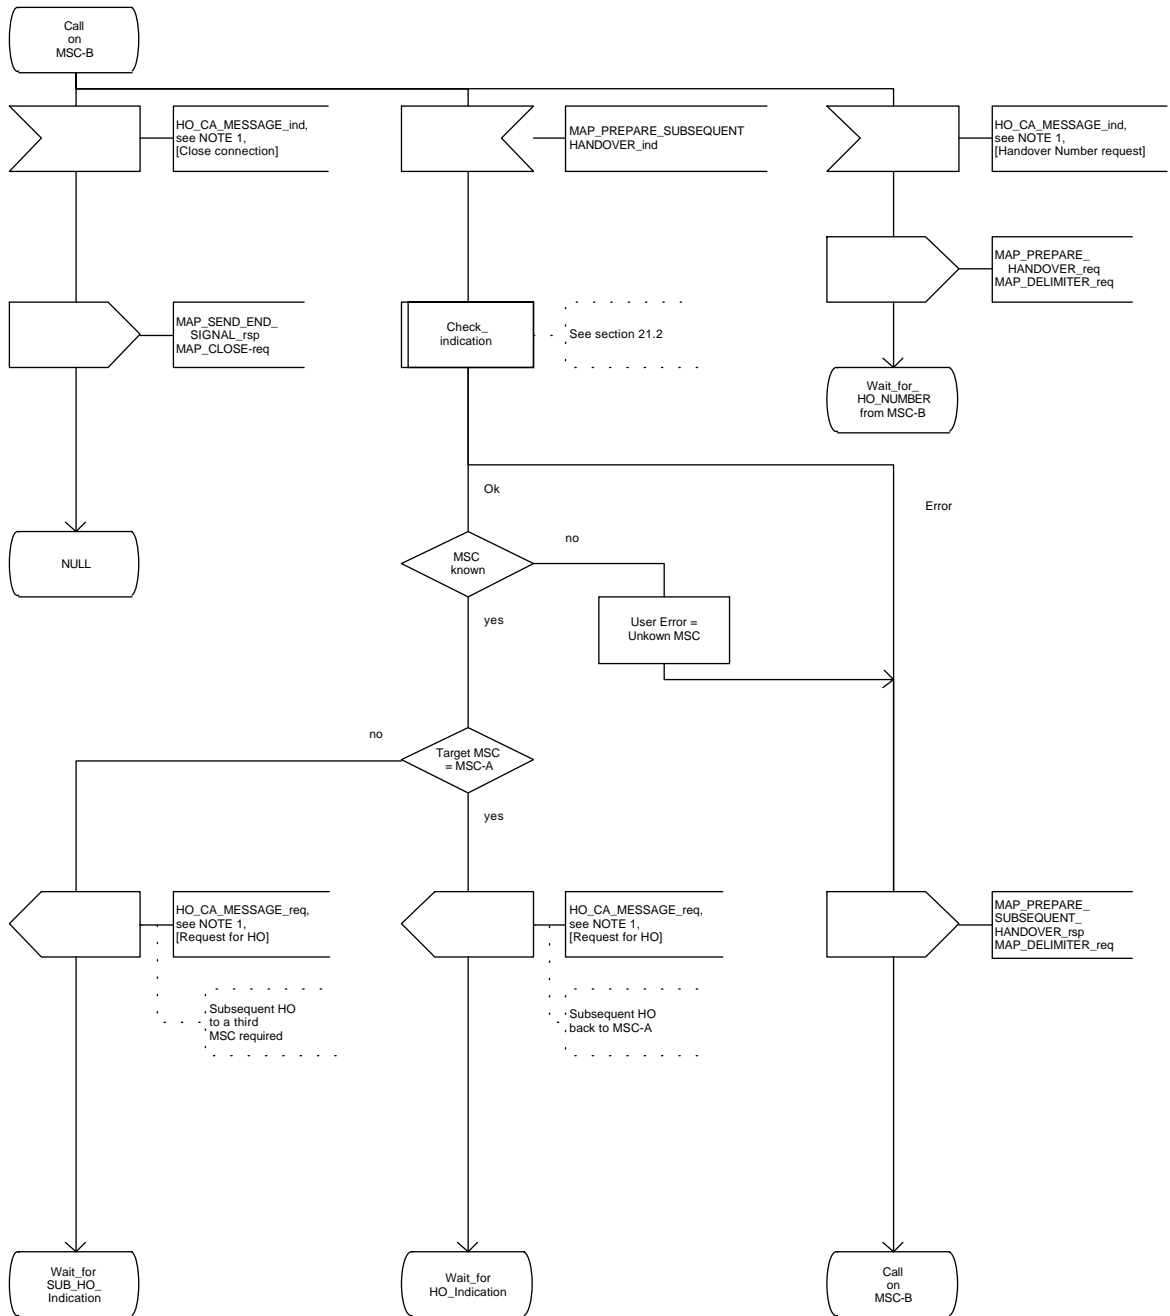 Call
on
MSC-B
HO_CA_MESSAGE_ind,
see NOTE 1,
[Close connection]
MAP_PREPARE_SUBSEQUENT
HANDOVER_ind
HO_CA_MESSAGE_ind,
see NOTE 1,
[Handover Number request]
MAP_PREPARE_
HANDOVER_req
MAP_DELIMITER_req
MAP_SEND_END_
SIGNAL_rsp
MAP_CLOSE-req
Check_
indication
See section 21.2
Wait_for_
HO_NUMBER
from MSC-B
Ok
Error
NULL
MSC
known
no
yes
User Error =
Unkown MSC
no
Target MSC
= MSC-A
yes
HO_CA_MESSAGE_req,
see NOTE 1,
[Request for HO]
HO_CA_MESSAGE_req,
see NOTE 1,
[Request for HO]
MAP_PREPARE_
SUBSEQUENT_
HANDOVER_rsp
MAP_DELIMITER_req
Subsequent HO
to a third
MSC required
Subsequent HO
back to MSC-A
Wait_for
SUB_HO_
Indication
Wait_for
HO_Indication
Call
on
MSC-B